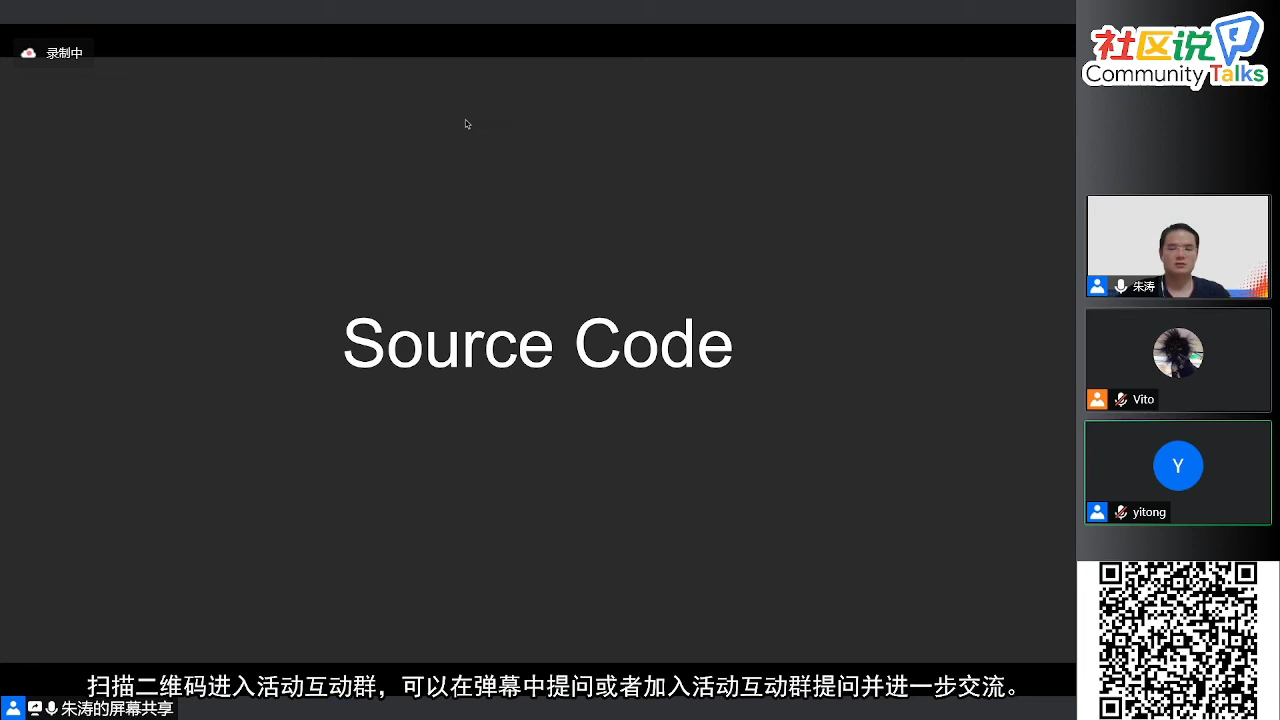 录制中
社区说
Community Talks
Source Code
朱涛
Vito
Y
yitong
扫描二维码进入活动互动群，可以在弹幕中提问或者加入活动互动群提问并进一步交流。
朱涛的屏幕共享